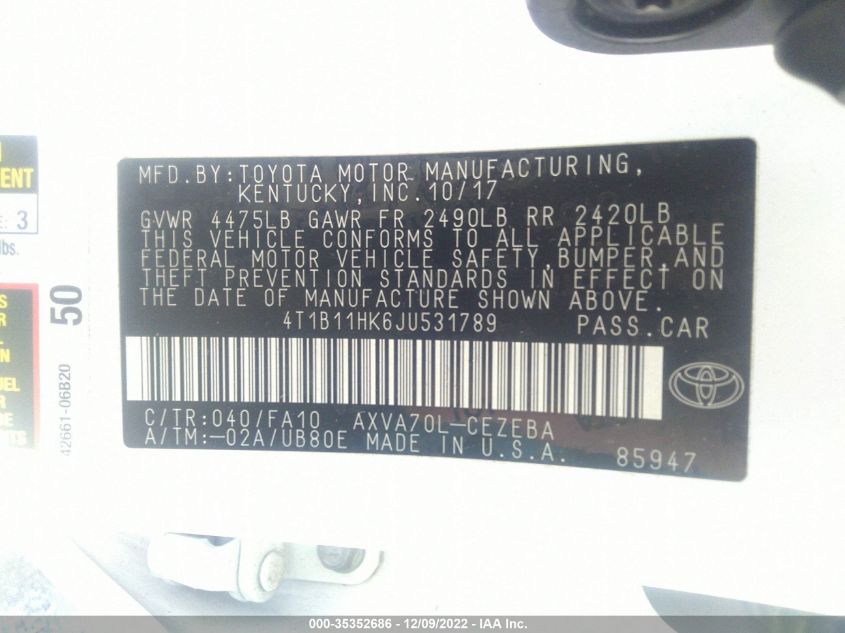 MFD.BY:TOYOTA MOTOR MANUFACTURING,
KENTUCKY,INC.10/17
GVWR 4475LB GAWR FR 2490LB RR 2420LB
THIS VEHICLE CONFORMS TO ALL APPLICABLE
FEDERAL MOTOR VEHICLE SAFETY,BUMPER,AND
THEFT PREVENTION STANDARDS IN EFFECT ON
THE DATE OF MANUFACTURE SHOWN ABOVE.
4T1B11HK6JU531789 PASS.CAR
C/TR:040/FA10 AXVA70L-CEZEBA
A/TM:-02A/UB80E MADE IN U.S.A. 85947
ENT
E: 3
lbs.
50
42661-06B20
000-35352686 - 12/09/2022 - IAA Inc.